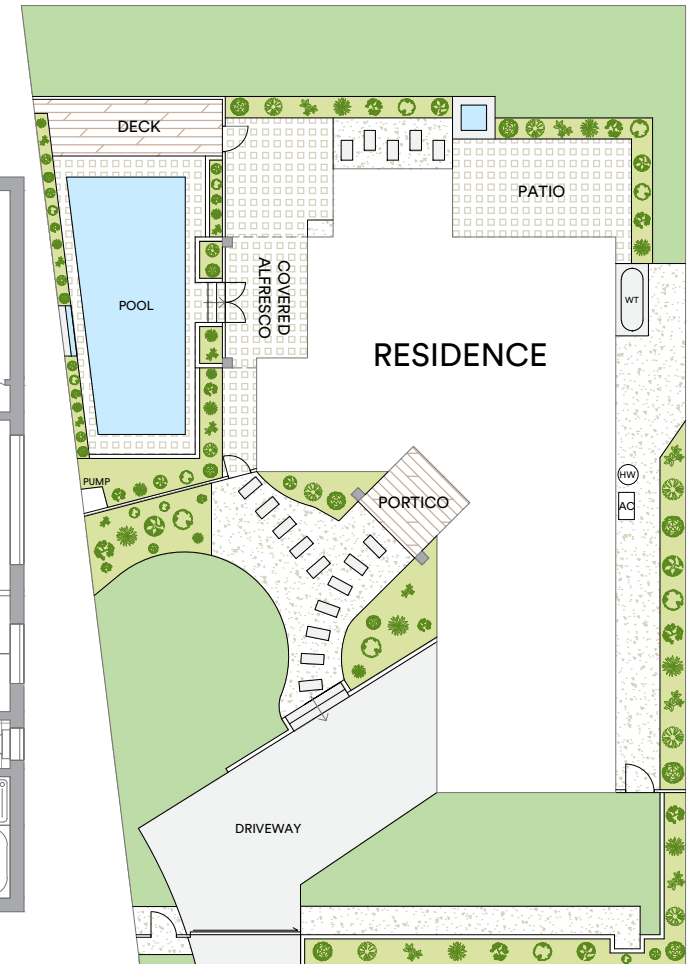 DECK
PATIO
COVERED
ALFRESCO
POOL
WT
RESIDENCE
HW
PUMP
PORTICO
AC
DRIVEWAY